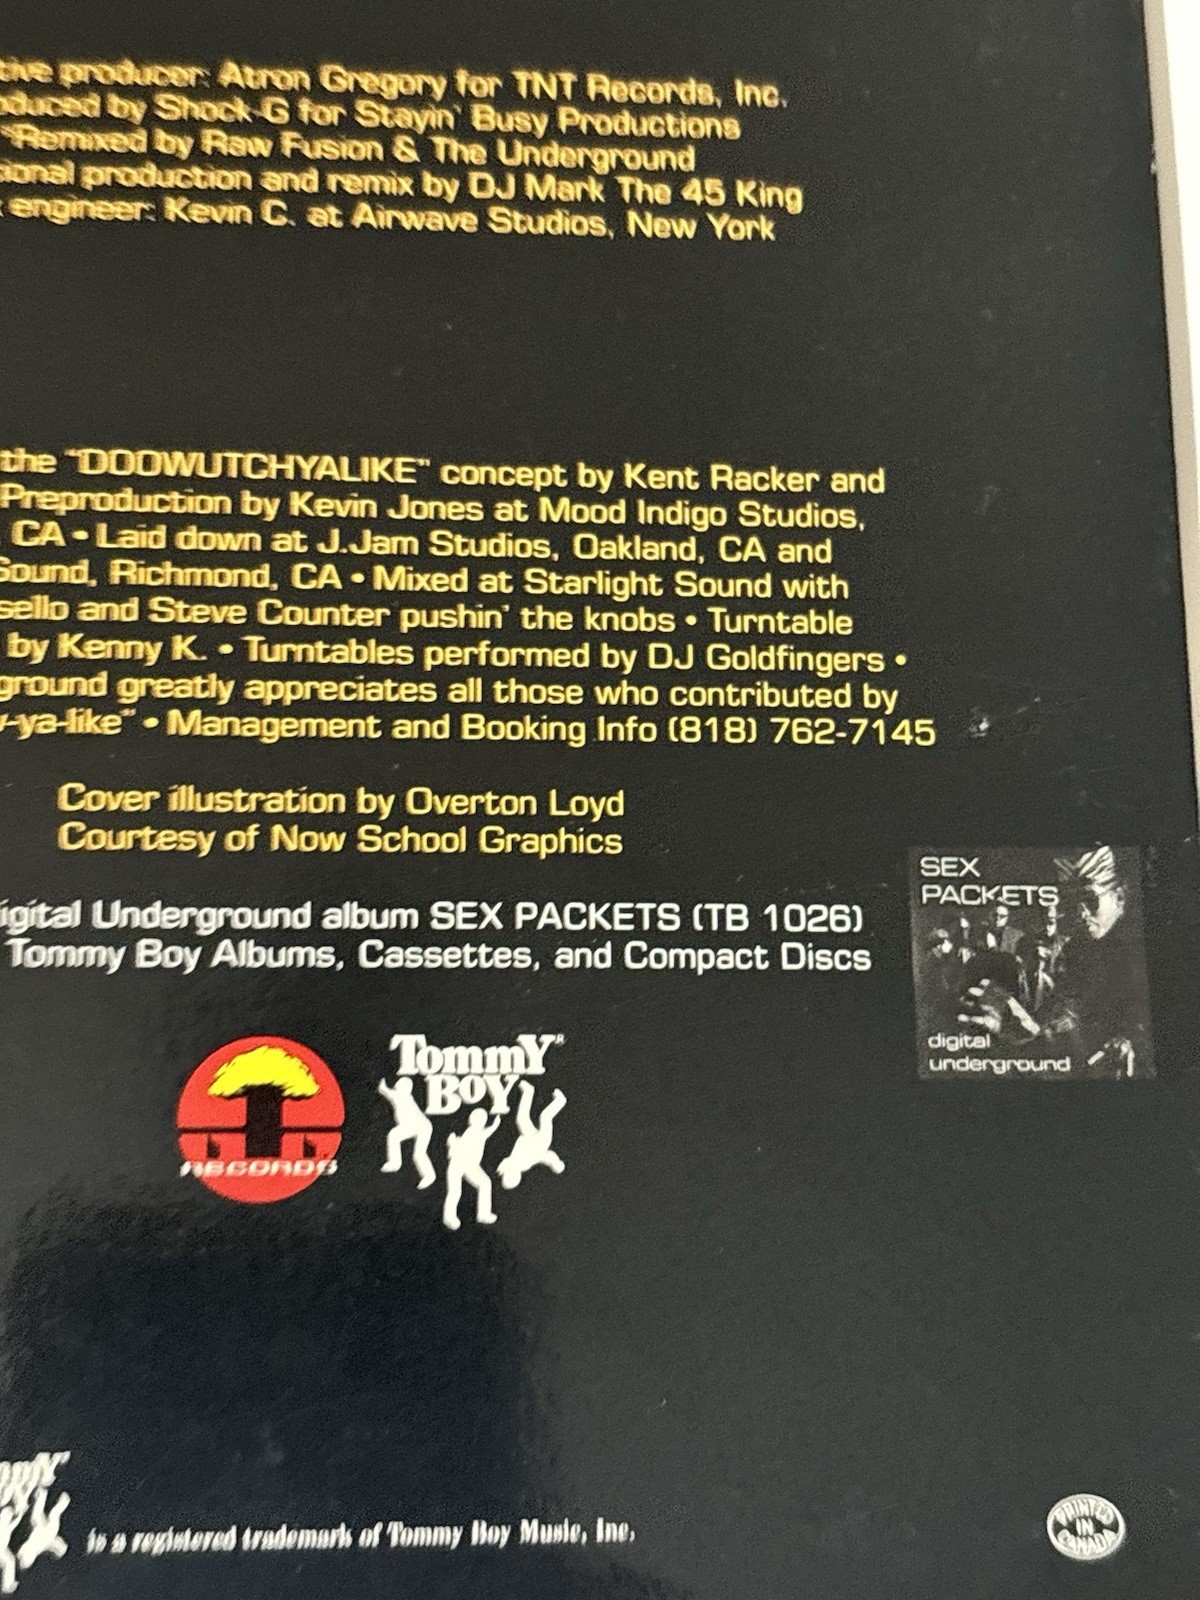 tive producer: Atron Gregory for TNT Records, Inc.
oduced by Shock-G for Stayin' Busy Productions
*Remixed by Raw Fusion & The Underground
tional production and remix by DJ Mark The 45 King
engineer: Kevin C. at Airwave Studios, New York
the "DOOWUTCHYALIKE" concept by Kent Racker and
Preproduction by Kevin Jones at Mood Indigo Studios,
CA • Laid down at J.Jam Studios, Oakland, CA and
Sound, Richmond, CA • Mixed at Starlight Sound with
sello and Steve Counter pushin' the knobs • Turntable
by Kenny K. • Turntables performed by DJ Goldfingers •
ground greatly appreciates all those who contributed by
y-ya-like" • Management and Booking Info (818) 762-7145
Cover illustration by Overton Loyd
Courtesy of Now School Graphics
igital Underground album SEX PACKETS (TB 1026)
Tommy Boy Albums, Cassettes, and Compact Discs
SEX
PACKETS
digital
underground
RECORDS
Tommy
Boy
is a registered trademark of Tommy Boy Music, Inc.
PRINTED
IN
CANADA